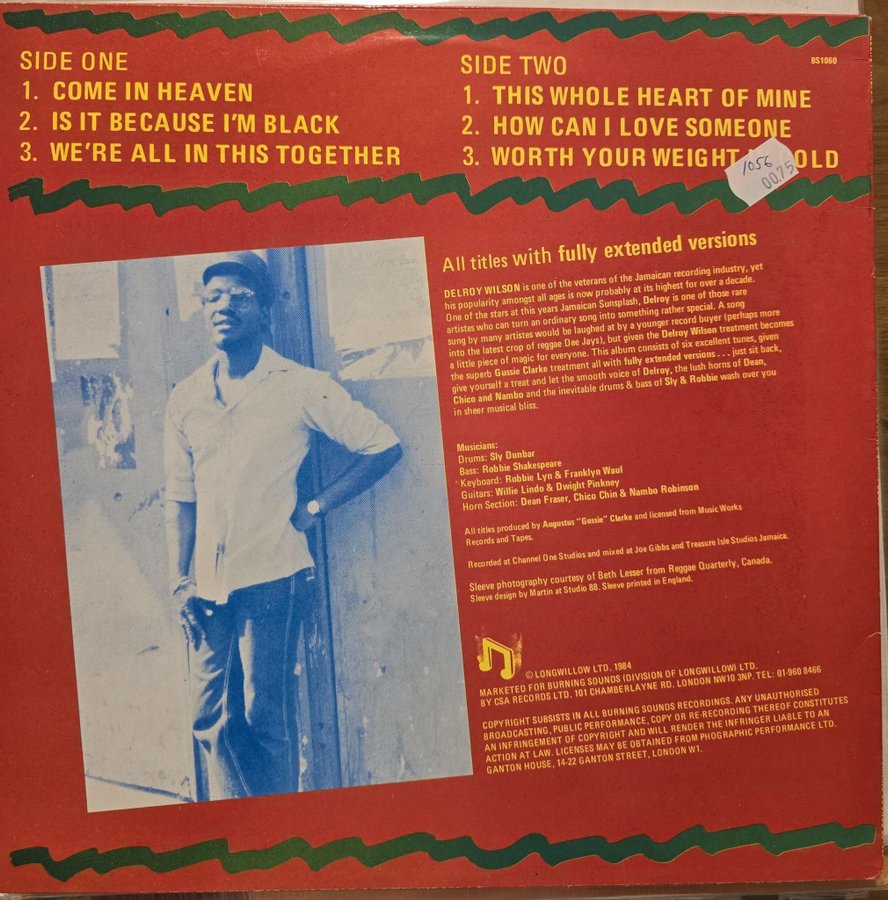 SIDE ONE
1. COME IN HEAVEN
2. IS IT BECAUSE I'M BLACK
3. WE'RE ALL IN THIS TOGETHER
SIDE TWO
1. THIS WHOLE HEART OF MINE
2. HOW CAN I LOVE SOMEONE
3. WORTH YOUR WEIGHT OLD
BS1060
1056
00.75
All titles with fully extended versions
DELROY WILSON is one of the veterans of the Jamaican recording industry, yet
his popularity amongst all ages is now probably at its highest for over a decade.
One of the stars at this years Jamaican Sunsplash, Delroy is one of those rare
artistes who can turn an ordinary song into something rather special. A song
sung by many artistes would be laughed at by a younger record buyer (perhaps more
into the latest crop of reggae Dee Jays), but given the Delroy Wilson treatment becomes
a little piece of magic for everyone. This album consists of six excellent tunes, given
the superb Gussie Clarke treatment all with fully extended versions . . . just sit back,
give yourself a treat and let the smooth voice of Delroy, the lush horns of Dean,
Chico and Nambo and the inevitable drums & bass of Sly & Robbie wash over you
in sheer musical bliss.
Musicians:
Drums: Sly Dunbar
Bass: Robbie Shakespeare
Keyboard: Robbie Lyn & Franklyn Waul
Guitars: Willie Lindo & Dwight Pinkney
Horn Section: Dean Fraser, Chico Chin & Nambo Robinson
All titles produced by Augustus "Gussie" Clarke and licensed from Music Works
Records and Tapes.
Recorded at Channel One Studios and mixed at Joe Gibbs and Treasure Isle Studios Jamaica.
Sleeve photography courtesy of Beth Lesser from Reggae Quarterly, Canada.
Sleeve design by Martin at Studio 88. Sleeve printed in England.
© LONGWILLOW LTD. 1984
MARKETED FOR BURNING SOUNDS (DIVISION OF LONGWILLOW) LTD.
BY CSA RECORDS LTD. 101 CHAMBERLAYNE RD. LONDON NW10 3NP. TEL: 01-960 8466
COPYRIGHT SUBSISTS IN ALL BURNING SOUNDS RECORDINGS. ANY UNAUTHORISED
BROADCASTING, PUBLIC PERFORMANCE, COPY OR RE-RECORDING THEREOF CONSTITUTES
AN INFRINGEMENT OF COPYRIGHT AND WILL RENDER THE INFRINGER LIABLE TO AN
ACTION AT LAW. LICENSES MAY BE OBTAINED FROM PHOGRAPHIC PERFORMANCE LTD.
GANTON HOUSE, 14-22 GANTON STREET, LONDON W1.